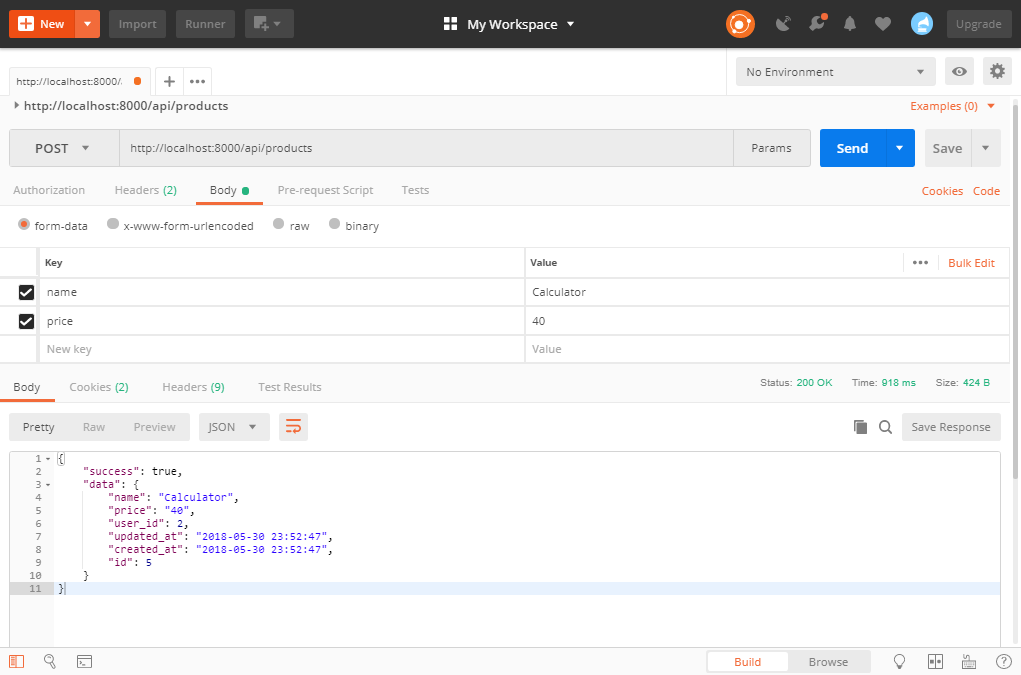 New Import Runner My Workspace Upgrade
http://localhost:8000/ No Environment
http://localhost:8000/api/products Examples (0)
POST http://localhost:8000/api/products Params Send Save
Authorization Headers (2) Body Pre-request Script Tests Cookies Code
form-data x-www-form-urlencoded raw binary
Key Value Bulk Edit
name Calculator
price 40
New key Value
Body Cookies (2) Headers (9) Test Results Status: 200 OK Time: 918 ms Size: 424 B
Pretty Raw Preview JSON Save Response
1 {
2 "success": true,
3 "data": {
4 "name": "Calculator",
5 "price": "40",
6 "user_id": 2,
7 "updated_at": "2018-05-30 23:52:47",
8 "created_at": "2018-05-30 23:52:47",
9 "id": 5
10 }
11 }
Build Browse